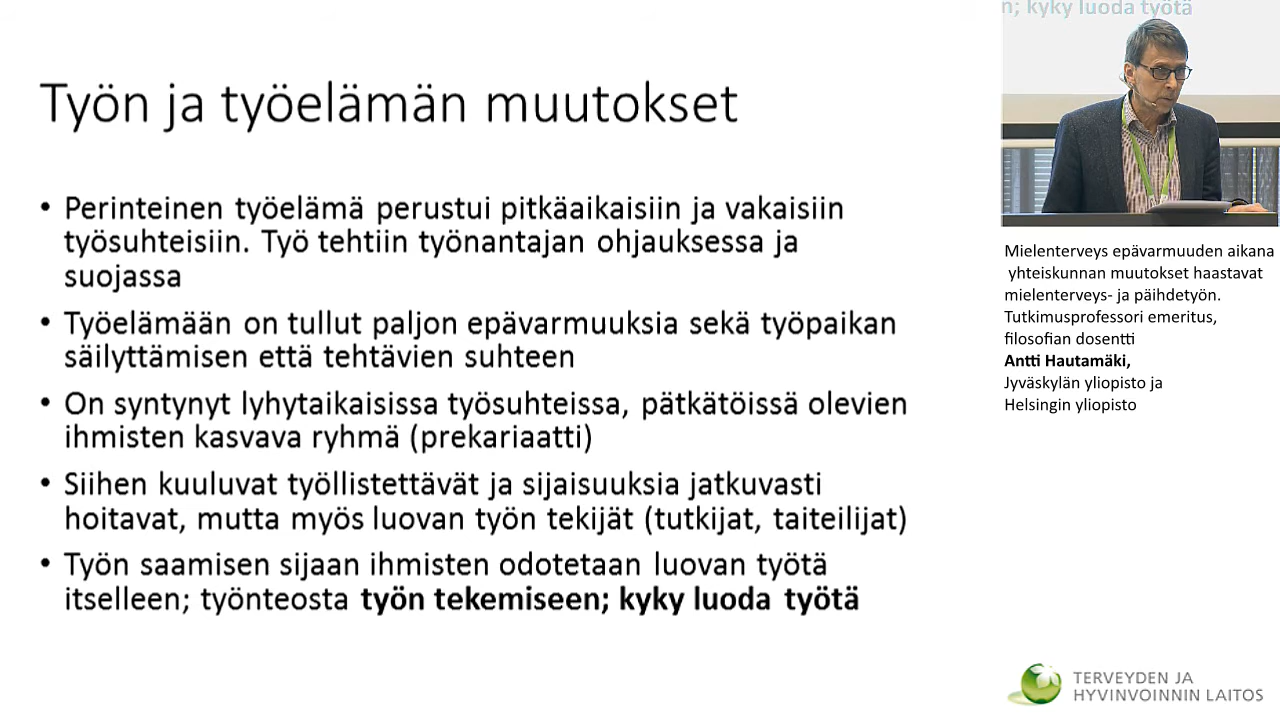 Työn ja työelämän muutokset
• Perinteinen työelämä perustui pitkäaikaisiin ja vakaisiin
työsuhteisiin. Työ tehtiin työnantajan ohjauksessa ja
suojassa
• Työelämään on tullut paljon epävarmuuksia sekä työpaikan
säilyttämisen että tehtävien suhteen
• On syntynyt lyhytaikaisissa työsuhteissa, pätkätöissä olevien
ihmisten kasvava ryhmä (prekariaatti)
• Siihen kuuluvat työllistettävät ja sijaisuuksia jatkuvasti
hoitavat, mutta myös luovan työn tekijät (tutkijat, taiteilijat)
• Työn saamisen sijaan ihmisten odotetaan luovan työtä
itselleen; työnteosta työn tekemiseen; kyky luoda työtä
n; kyky luoda työtä
Mielenterveys epävarmuuden aikana
yhteiskunnan muutokset haastavat
mielenterveys- ja päihdetyön.
Tutkimusprofessori emeritus,
filosofian dosentti
Antti Hautamäki,
Jyväskylän yliopisto ja
Helsingin yliopisto
TERVEYDEN JA
HYVINVOINNIN LAITOS